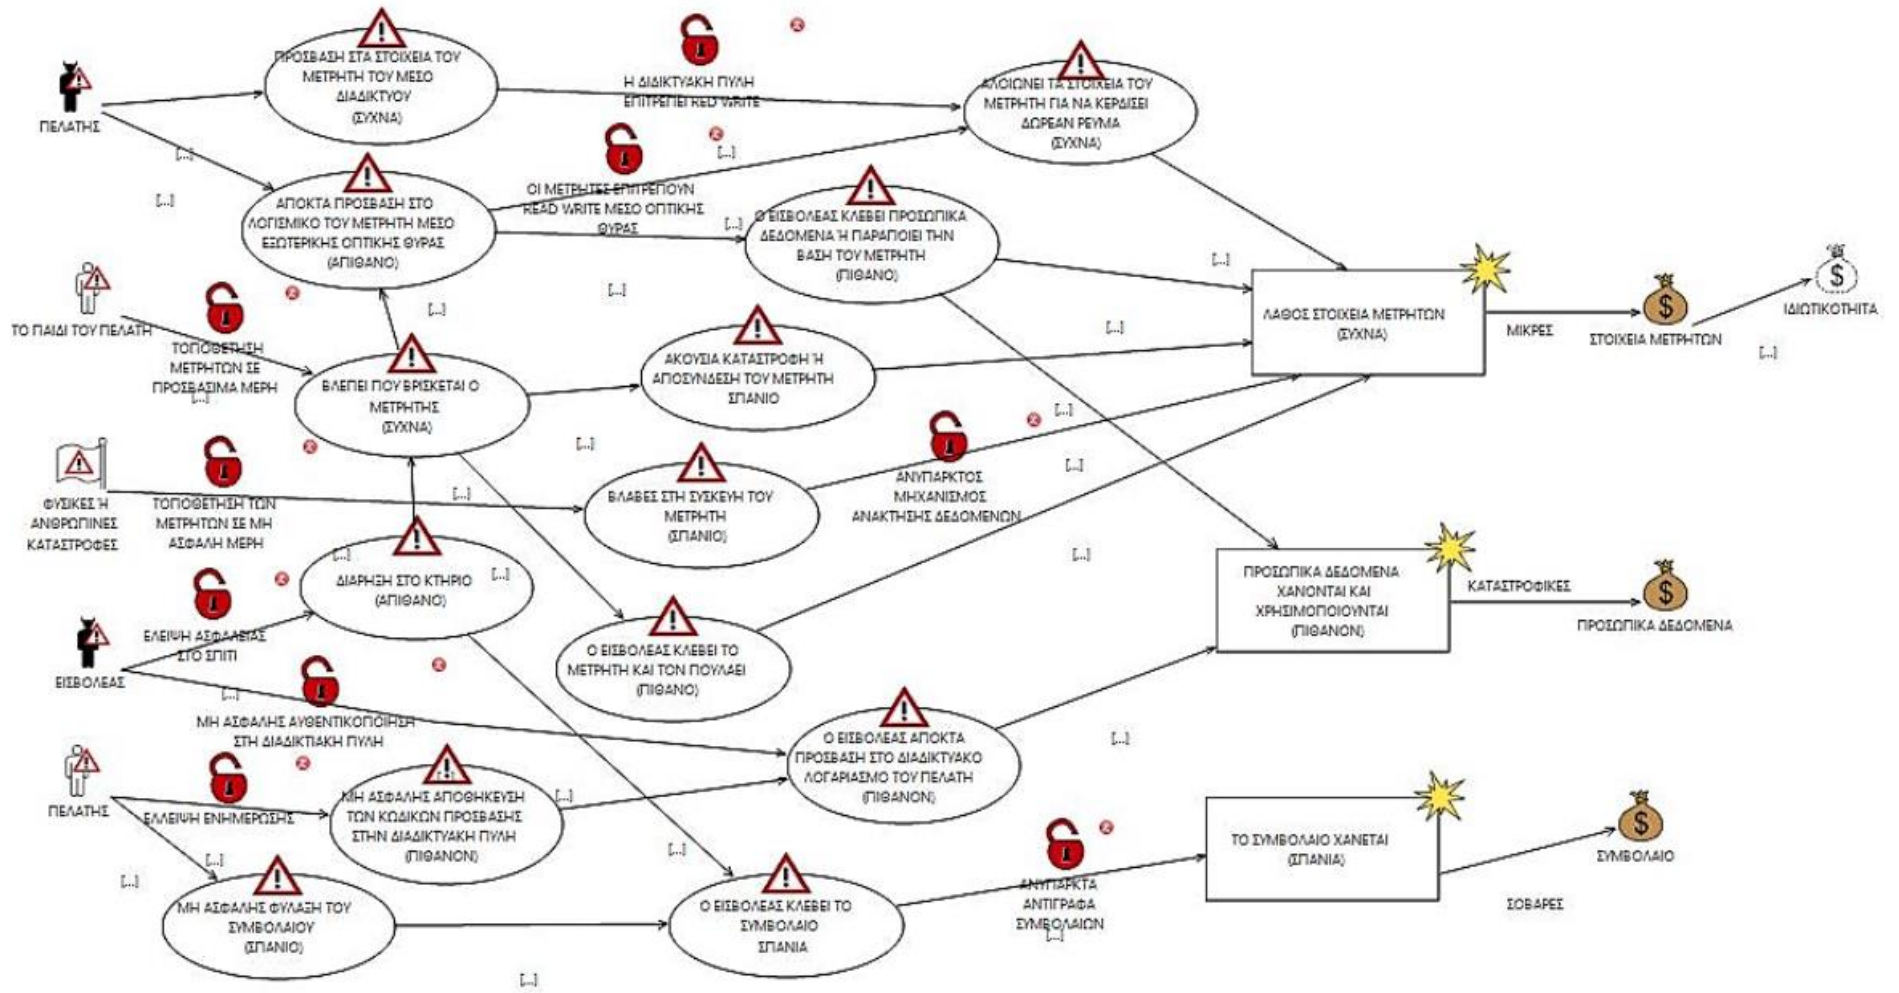 ΠΡΟΣΒΑΣΗ ΣΤΑ ΣΤΟΙΧΕΙΑ ΤΟΥ
ΜΕΤΡΗΤΗ ΤΟΥ ΜΕΣΟ
ΔΙΑΔΙΚΤΥΟΥ
(ΣΥΧΝΑ)
Η ΔΙΔΙΚΤΥΑΚΗ ΠΥΛΗ
ΕΠΙΤΡΕΠΕΙ RED WRITE
ΑΛΟΙΩΝΕΙ ΤΑ ΣΤΟΙΧΕΙΑ ΤΟΥ
ΜΕΤΡΗΤΗ ΓΙΑ ΝΑ ΚΕΡΔΙΣΕΙ
ΔΩΡΕΑΝ ΡΕΥΜΑ
(ΣΥΧΝΑ)
ΠΕΛΑΤΗΣ
[...]
[...]
[...]
ΑΠΟΚΤΑ ΠΡΟΣΒΑΣΗ ΣΤΟ
ΛΟΓΙΣΜΙΚΟ ΤΟΥ ΜΕΤΡΗΤΗ ΜΕΣΟ
ΕΞΩΤΕΡΙΚΗΣ ΟΠΤΙΚΗΣ ΘΥΡΑΣ
(ΑΠΙΘΑΝΟ)
ΟΙ ΜΕΤΡΗΤΕΣ ΕΠΙΤΡΕΠΟΥΝ
READ WRITE ΜΕΣΟ ΟΠΤΙΚΗΣ
ΘΥΡΑΣ
[...]
Ο ΕΙΣΒΟΛΕΑΣ ΚΛΕΒΕΙ ΠΡΟΣΩΠΙΚΑ
ΔΕΔΟΜΕΝΑ Ή ΠΑΡΑΠΟΙΕΙ ΤΗΝ
ΒΑΣΗ ΤΟΥ ΜΕΤΡΗΤΗ
(ΠΙΘΑΝΟ)
[...]
[...]
[...]
ΤΟ ΠΑΙΔΙ ΤΟΥ ΠΕΛΑΤΗ
ΤΟΠΟΘΕΤΗΣΗ
ΜΕΤΡΗΤΩΝ ΣΕ
ΠΡΟΣΒΑΣΙΜΑ ΜΕΡΗ
[...]
ΒΛΕΠΕΙ ΠΟΥ ΒΡΙΣΚΕΤΑΙ Ο
ΜΕΤΡΗΤΗΣ
(ΣΥΧΝΑ)
ΑΚΟΥΣΙΑ ΚΑΤΑΣΤΡΟΦΗ Ή
ΑΠΟΣΥΝΔΕΣΗ ΤΟΥ ΜΕΤΡΗΤΗ
ΣΠΑΝΙΟ
[...]
ΛΑΘΟΣ ΣΤΟΙΧΕΙΑ ΜΕΤΡΗΤΩΝ
(ΣΥΧΝΑ)
ΜΙΚΡΕΣ
ΣΤΟΙΧΕΙΑ ΜΕΤΡΗΤΩΝ
ΙΔΙΩΤΙΚΟΤΗΙΤΑ
[...]
[...]
[...]
[...]
[...]
ΦΥΣΙΚΕΣ Ή
ΑΝΘΡΩΠΙΝΕΣ
ΚΑΤΑΣΤΡΟΦΕΣ
ΤΟΠΟΘΕΤΗΣΗ ΤΩΝ
ΜΕΤΡΗΤΩΝ ΣΕ ΜΗ
ΑΣΦΑΛΗ ΜΕΡΗ
ΒΛΑΒΕΣ ΣΤΗ ΣΥΣΚΕΥΗ ΤΟΥ
ΜΕΤΡΗΤΗ
(ΣΠΑΝΙΟ)
ΑΝΥΠΑΡΚΤΟΣ
ΜΗΧΑΝΙΣΜΟΣ
ΑΝΑΚΤΗΣΗΣ ΔΕΔΟΜΕΝΩΝ
[...]
[...]
[...]
ΔΙΑΡΗΞΗ ΣΤΟ ΚΤΗΡΙΟ
(ΑΠΙΘΑΝΟ)
ΠΡΟΣΩΠΙΚΑ ΔΕΔΟΜΕΝΑ
ΧΑΝΟΝΤΑΙ ΚΑΙ
ΧΡΗΣΙΜΟΠΟΙΟΥΝΤΑΙ
(ΠΙΘΑΝΟΝ)
ΚΑΤΑΣΤΡΟΦΙΚΕΣ
ΠΡΟΣΩΠΙΚΑ ΔΕΔΟΜΕΝΑ
ΕΙΣΒΟΛΕΑΣ
ΕΛΕΙΨΗ ΑΣΦΑΛΕΙΑΣ
ΣΤΟ ΣΠΙΤΙ
[...]
Ο ΕΙΣΒΟΛΕΑΣ ΚΛΕΒΕΙ ΤΟ
ΜΕΤΡΗΤΗ ΚΑΙ ΤΟΝ ΠΟΥΛΑΕΙ
(ΠΙΘΑΝΟ)
ΜΗ ΑΣΦΑΛΗΣ ΑΥΘΕΝΤΙΚΟΠΟΙΗΣΗ
ΣΤΗ ΔΙΑΔΙΚΤΙΑΚΗ ΠΥΛΗ
Ο ΕΙΣΒΟΛΕΑΣ ΑΠΟΚΤΑ
ΠΡΟΣΒΑΣΗ ΣΤΟ ΔΙΑΔΙΚΤΥΑΚΟ
ΛΟΓΑΡΙΑΣΜΟ ΤΟΥ ΠΕΛΑΤΗ
(ΠΙΘΑΝΟΝ)
[...]
ΠΕΛΑΤΗΣ
ΕΛΛΕΙΨΗ ΕΝΗΜΕΡΩΣΗΣ
ΜΗ ΑΣΦΑΛΗΣ ΑΠΟΘΗΚΕΥΣΗ
ΤΩΝ ΚΩΔΙΚΩΝ ΠΡΟΣΒΑΣΗΣ
ΣΤΗΝ ΔΙΑΔΙΚΤΥΑΚΗ ΠΥΛΗ
(ΠΙΘΑΝΟΝ)
[...]
[...]
[...]
[...]
ΤΟ ΣΥΜΒΟΛΑΙΟ ΧΑΝΕΤΑΙ
(ΣΠΑΝΙΑ)
ΣΟΒΑΡΕΣ
ΣΥΜΒΟΛΑΙΟ
ΜΗ ΑΣΦΑΛΗΣ ΦΥΛΑΞΗ ΤΟΥ
ΣΥΜΒΟΛΑΙΟΥ
(ΣΠΑΝΙΟ)
Ο ΕΙΣΒΟΛΕΑΣ ΚΛΕΒΕΙ ΤΟ
ΣΥΜΒΟΛΑΙΟ
ΣΠΑΝΙΑ
ΑΝΥΠΑΡΚΤΑ
ΑΝΤΙΓΡΑΦΑ
ΣΥΜΒΟΛΑΙΩΝ
[...]
[...]